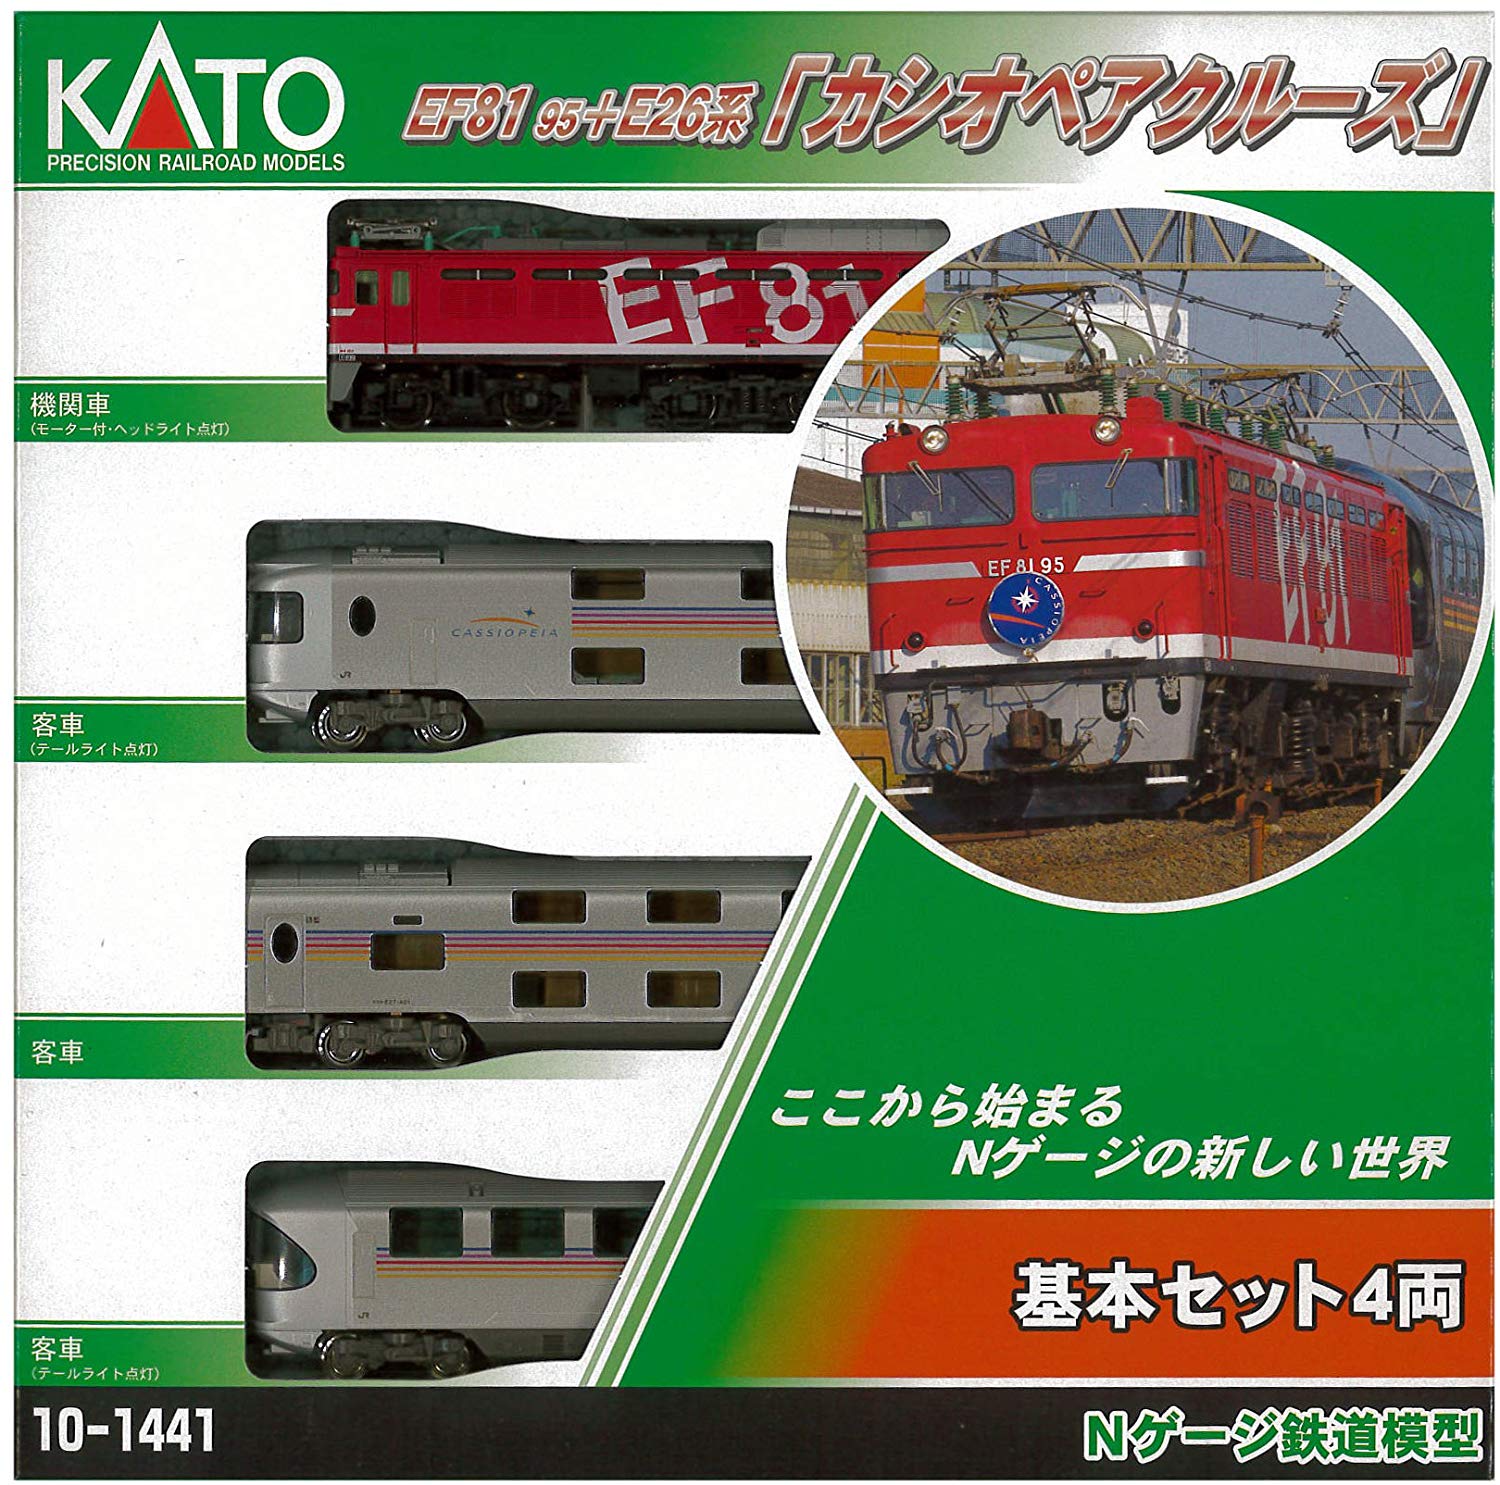 KATO
PRECISION RAILROAD MODELS
EF81 95+E26系「カシオペアクルーズ」
EF81
機関車
(モーター付・ヘッドライト点灯)
EF81
EF 81 95
CASSIOPEIA
CASSIOPEIA
JR
客車
(テールライト点灯)
客車
ここから始まる
Nゲージの新しい世界
JR
客車
(テールライト点灯)
基本セット4両
10-1441
Nゲージ鉄道模型